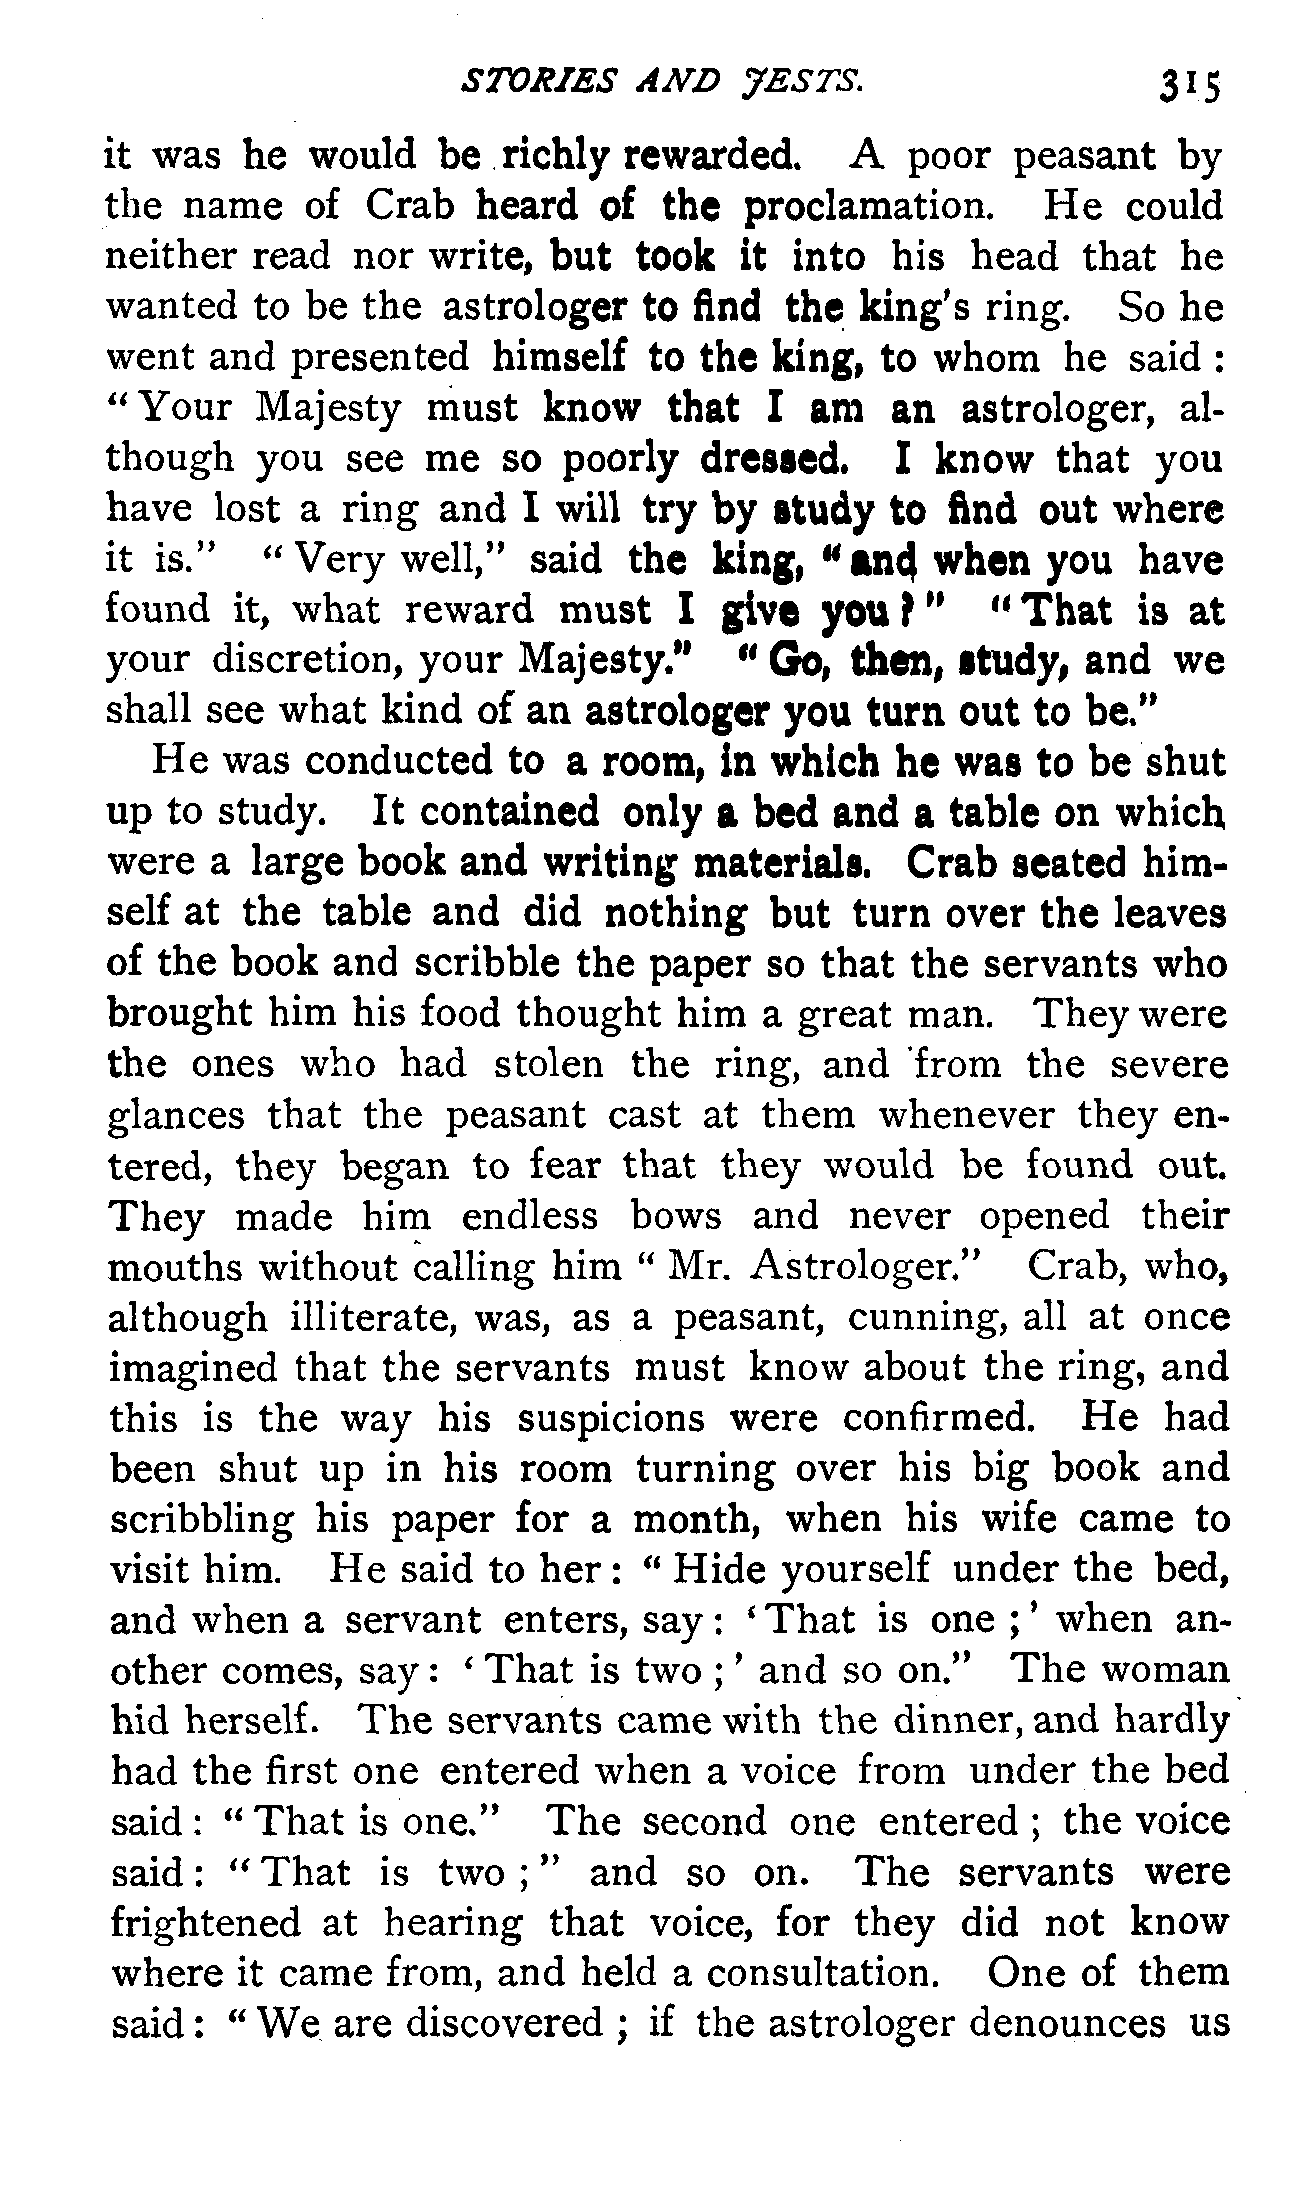 STORIES AND JESTS. 315
it was he would be richly rewarded. A poor peasant by
the name of Crab heard of the proclamation. He could
neither read nor write, but took it into his head that he
wanted to be the astrologer to find the king's ring. So he
went and presented himself to the king, to whom he said :
“Your Majesty must know that I am an astrologer, al-
though you see me so poorly dressed. I know that you
have lost a ring and I will try by study to find out where
it is.” “Very well,” said the king, “and when you have
found it, what reward must I give you?” “That is at
your discretion, your Majesty.” “Go, then, study, and we
shall see what kind of an astrologer you turn out to be.”
He was conducted to a room, in which he was to be shut
up to study. It contained only a bed and a table on which
were a large book and writing materials. Crab seated him-
self at the table and did nothing but turn over the leaves
of the book and scribble the paper so that the servants who
brought him his food thought him a great man. They were
the ones who had stolen the ring, and from the severe
glances that the peasant cast at them whenever they en-
tered, they began to fear that they would be found out.
They made him endless bows and never opened their
mouths without calling him “Mr. Astrologer.” Crab, who,
although illiterate, was, as a peasant, cunning, all at once
imagined that the servants must know about the ring, and
this is the way his suspicions were confirmed. He had
been shut up in his room turning over his big book and
scribbling his paper for a month, when his wife came to
visit him. He said to her : “Hide yourself under the bed,
and when a servant enters, say : ‘That is one ;’ when an-
other comes, say : ‘That is two ;’ and so on.” The woman
hid herself. The servants came with the dinner, and hardly
had the first one entered when a voice from under the bed
said : “That is one.” The second one entered ; the voice
said : “That is two ;” and so on. The servants were
frightened at hearing that voice, for they did not know
where it came from, and held a consultation. One of them
said : “We are discovered ; if the astrologer denounces us